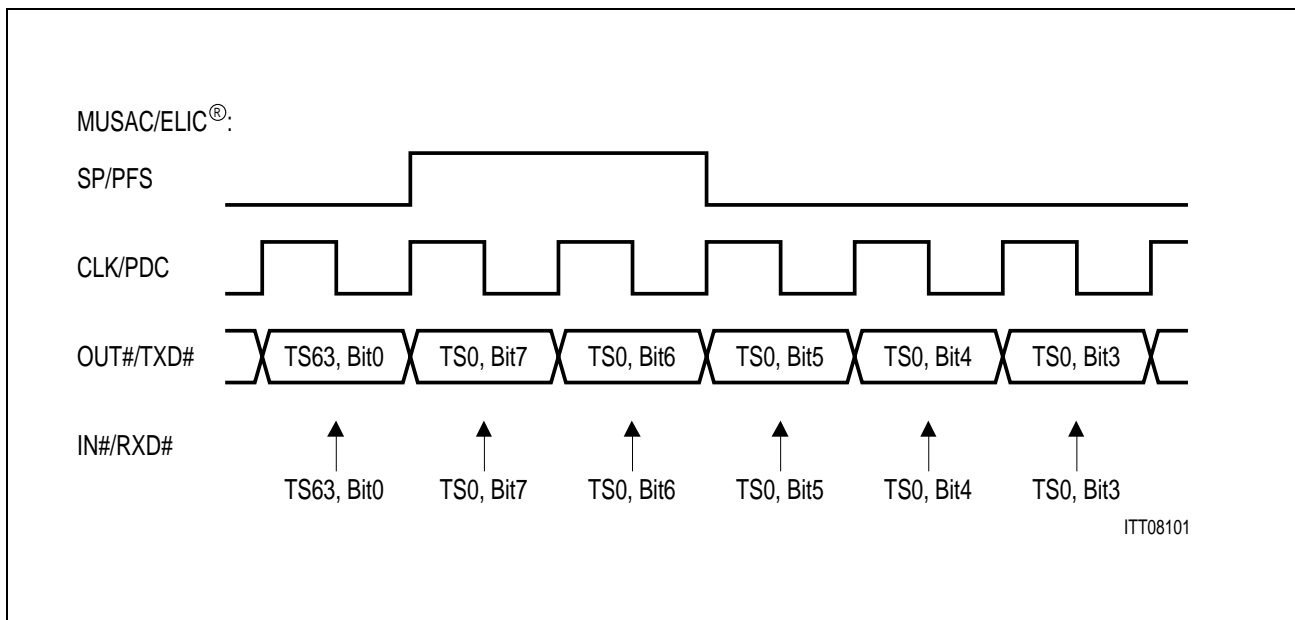 MUSAC/ELIC®:
SP/PFS
CLK/PDC
OUT#/TXD# TS63, Bit0 TS0, Bit7 TS0, Bit6 TS0, Bit5 TS0, Bit4 TS0, Bit3
IN#/RXD#
TS63, Bit0 TS0, Bit7 TS0, Bit6 TS0, Bit5 TS0, Bit4 TS0, Bit3
ITT08101